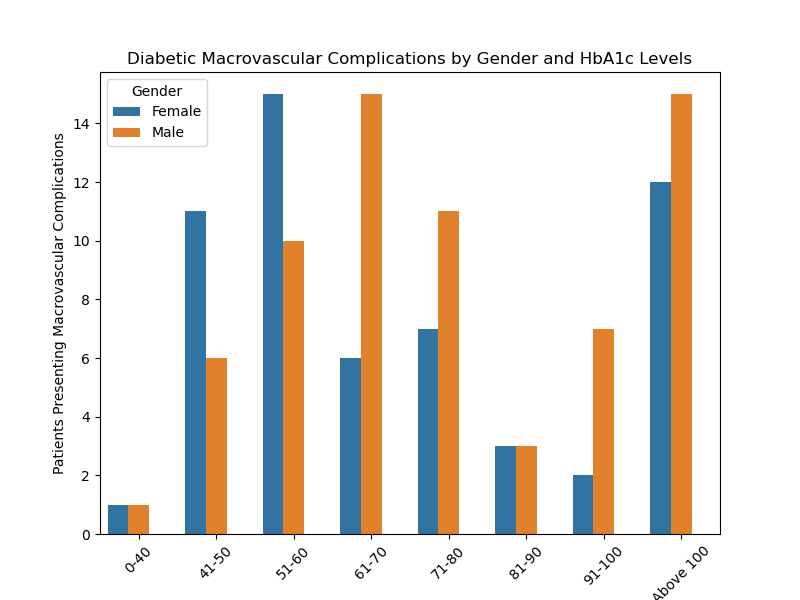 Diabetic Macrovascular Complications by Gender and HbA1c Levels
Gender
Female
Male
Patients Presenting Macrovascular Complications
14
12
10
8
6
4
2
0
0-40
41-50
51-60
61-70
71-80
81-90
91-100
Above 100